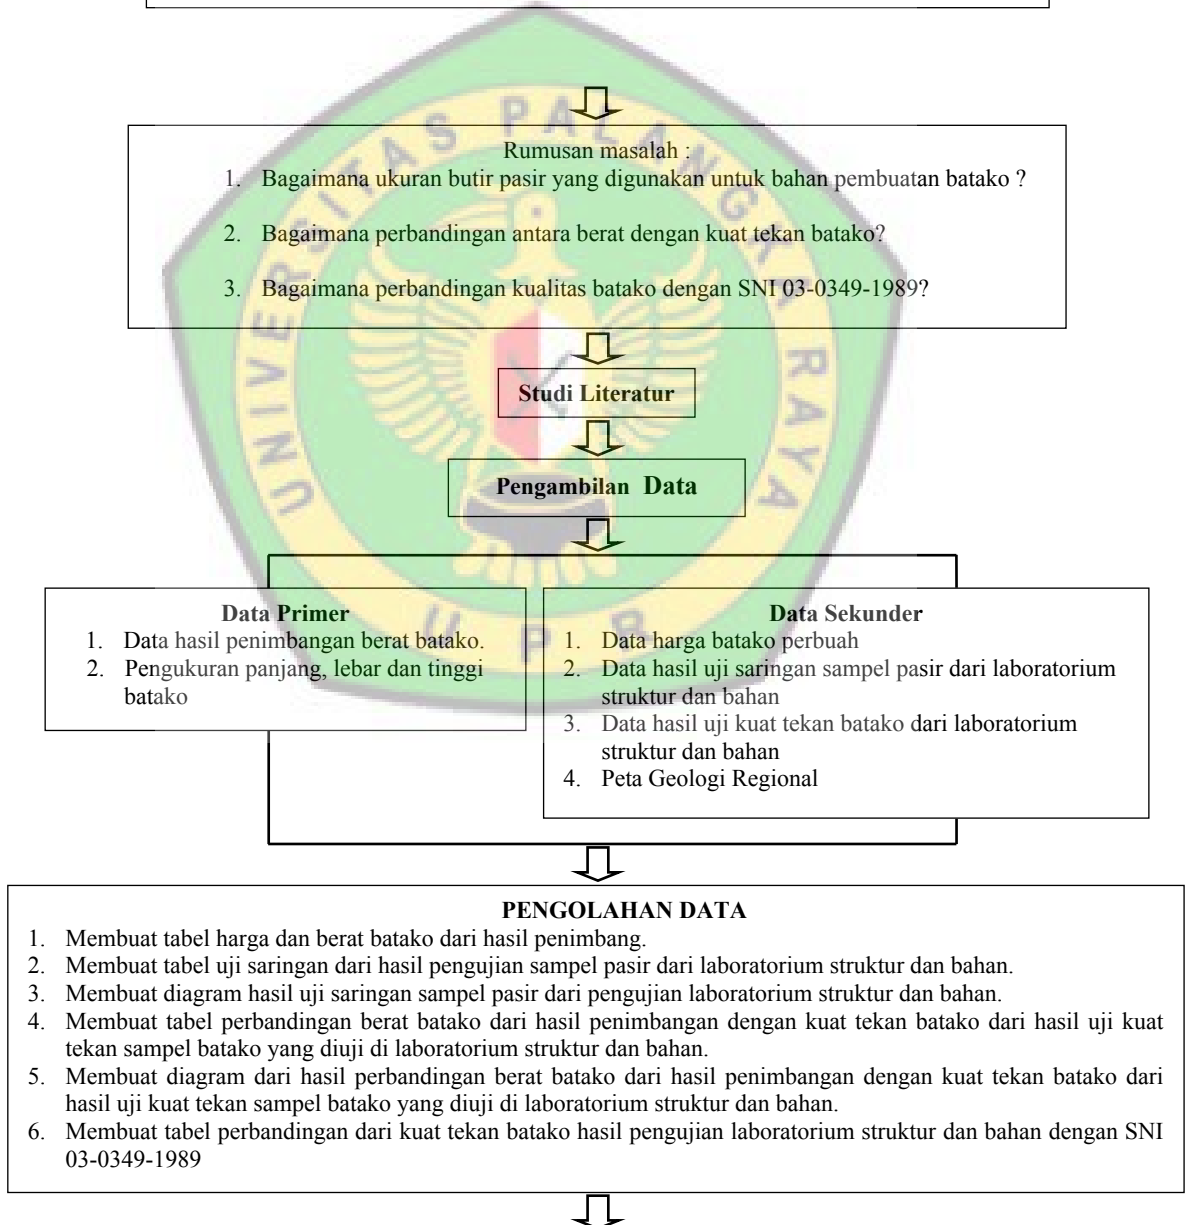 UNIVERSITAS PALANGKA RAYA
Rumusan masalah :
1. Bagaimana ukuran butir pasir yang digunakan untuk bahan pembuatan batako ?
2. Bagaimana perbandingan antara berat dengan kuat tekan batako?
3. Bagaimana perbandingan kualitas batako dengan SNI 03-0349-1989?
Studi Literatur
Pengambilan Data
U P R
Data Primer
1. Data hasil penimbangan berat batako.
2. Pengukuran panjang, lebar dan tinggi
batako
Data Sekunder
1. Data harga batako perbuah
2. Data hasil uji saringan sampel pasir dari laboratorium
struktur dan bahan
3. Data hasil uji kuat tekan batako dari laboratorium
struktur dan bahan
4. Peta Geologi Regional
PENGOLAHAN DATA
1. Membuat tabel harga dan berat batako dari hasil penimbang.
2. Membuat tabel uji saringan dari hasil pengujian sampel pasir dari laboratorium struktur dan bahan.
3. Membuat diagram hasil uji saringan sampel pasir dari pengujian laboratorium struktur dan bahan.
4. Membuat tabel perbandingan berat batako dari hasil penimbangan dengan kuat tekan batako dari hasil uji kuat
tekan sampel batako yang diuji di laboratorium struktur dan bahan.
5. Membuat diagram dari hasil perbandingan berat batako dari hasil penimbangan dengan kuat tekan batako dari
hasil uji kuat tekan sampel batako yang diuji di laboratorium struktur dan bahan.
6. Membuat tabel perbandingan dari kuat tekan batako hasil pengujian laboratorium struktur dan bahan dengan SNI
03-0349-1989